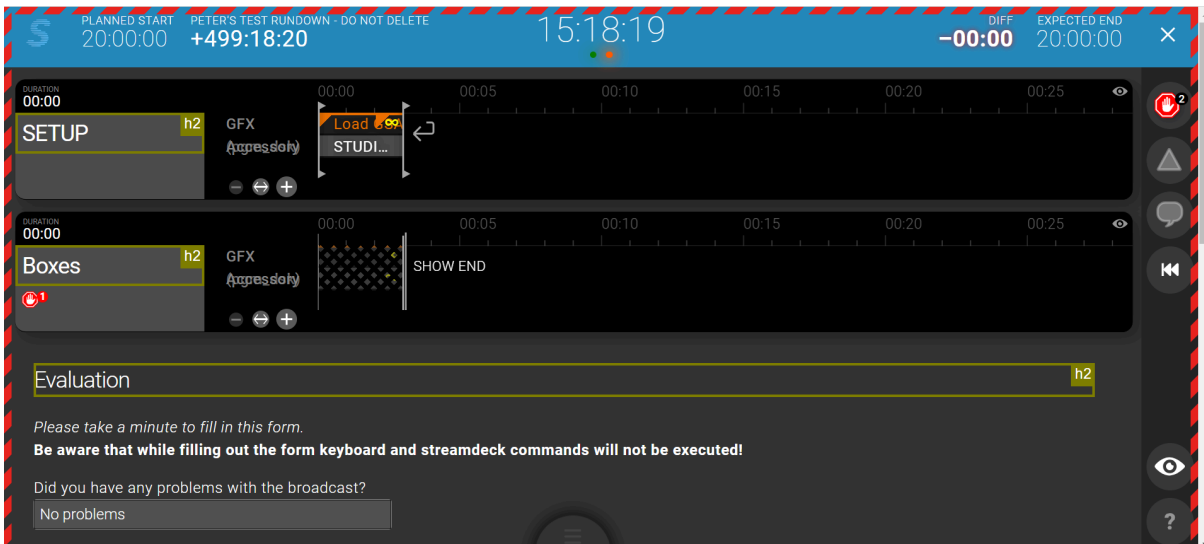 PLANNED START
20:00:00
PETER'S TEST RUNDOWN - DO NOT DELETE
+499:18:20
15:18:19
DIFF
−00:00
EXPECTED END
20:00:00
DURATION
00:00
00:00 00:05 00:10 00:15 00:20 00:25
2
SETUP
h2
GFX
Load
STUDI...
DURATION
00:00
00:00 00:05 00:10 00:15 00:20 00:25
Boxes
h2
GFX
SHOW END
1
Evaluation
h2
Please take a minute to fill in this form.
Be aware that while filling out the form keyboard and streamdeck commands will not be executed!
Did you have any problems with the broadcast?
No problems
?